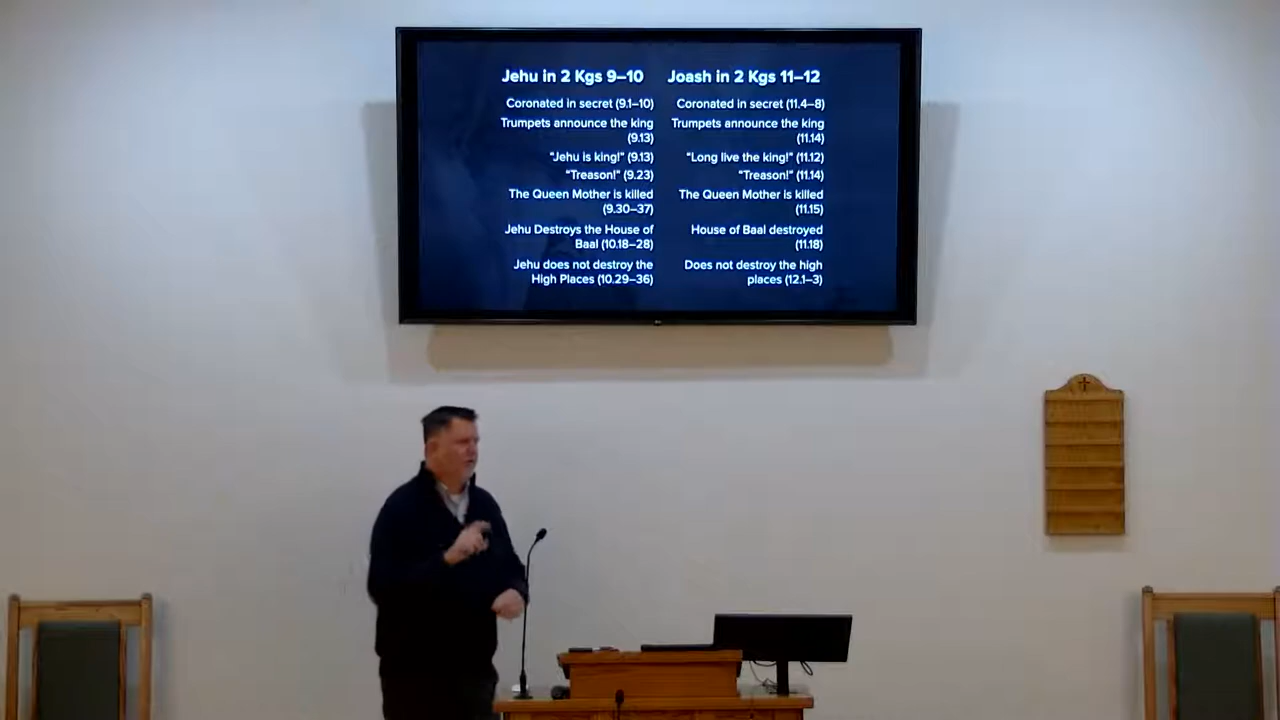 Jehu in 2 Kgs 9–10
Coronated in secret (9.1–10)
Trumpets announce the king
(9.13)
"Jehu is king!" (9.13)
"Treason!" (9.23)
The Queen Mother is killed
(9.30–37)
Jehu Destroys the House of
Baal (10.18–28)
Jehu does not destroy the
High Places (10.29–36)
Joash in 2 Kgs 11–12
Coronated in secret (11.4–8)
Trumpets announce the king
(11.14)
"Long live the king!" (11.12)
"Treason!" (11.14)
The Queen Mother is killed
(11.15)
House of Baal destroyed
(11.18)
Does not destroy the high
places (12.1–3)